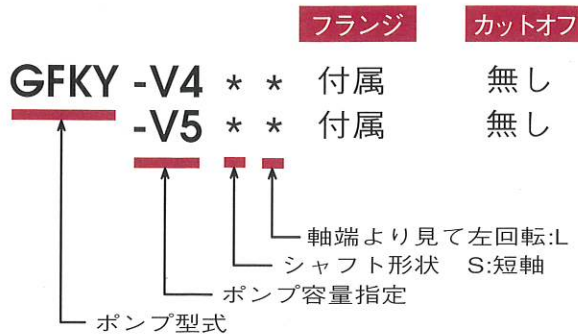 フランジ カットオフ
GFKY -V4 * * 付属 無し
-V5 * * 付属 無し
軸端より見て左回転:L
シャフト形状 S:短軸
ポンプ容量指定
ポンプ型式